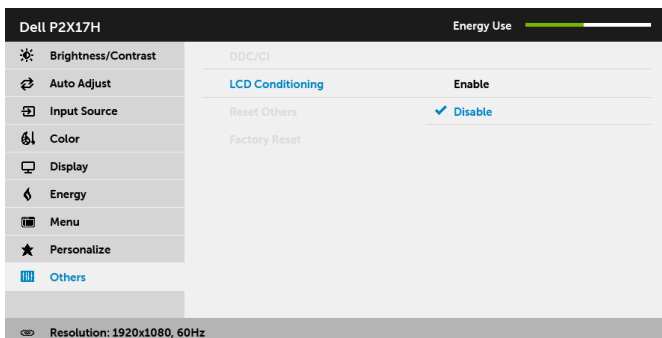 Dell P2X17H Energy Use
Brightness/Contrast DDC/CI
Auto Adjust LCD Conditioning Enable
Input Source Reset Others Disable
Color Factory Reset
Display
Energy
Menu
Personalize
Others
Resolution: 1920x1080, 60Hz